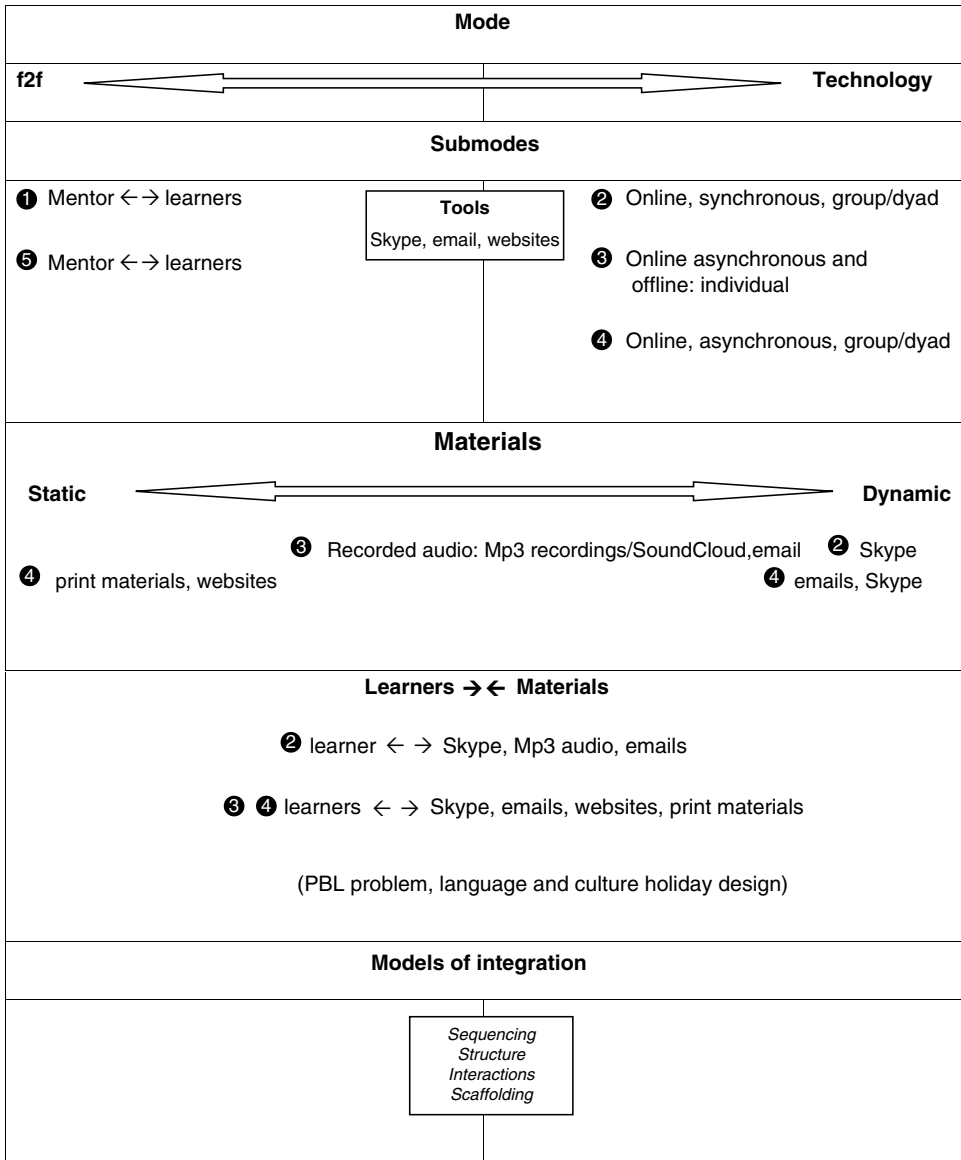 Mode
f2f Technology
Submodes
❶ Mentor ←→ learners
❺ Mentor ←→ learners
Tools
Skype, email, websites
❷ Online, synchronous, group/dyad
❸ Online asynchronous and
offline: individual
❹ Online, asynchronous, group/dyad
Materials
Static Dynamic
❸ Recorded audio: Mp3 recordings/SoundCloud,email ❷ Skype
❹ print materials, websites ❹ emails, Skype
Learners →← Materials
❷ learner ← → Skype, Mp3 audio, emails
❸ ❹ learners ← → Skype, emails, websites, print materials
(PBL problem, language and culture holiday design)
Models of integration
Sequencing
Structure
Interactions
Scaffolding